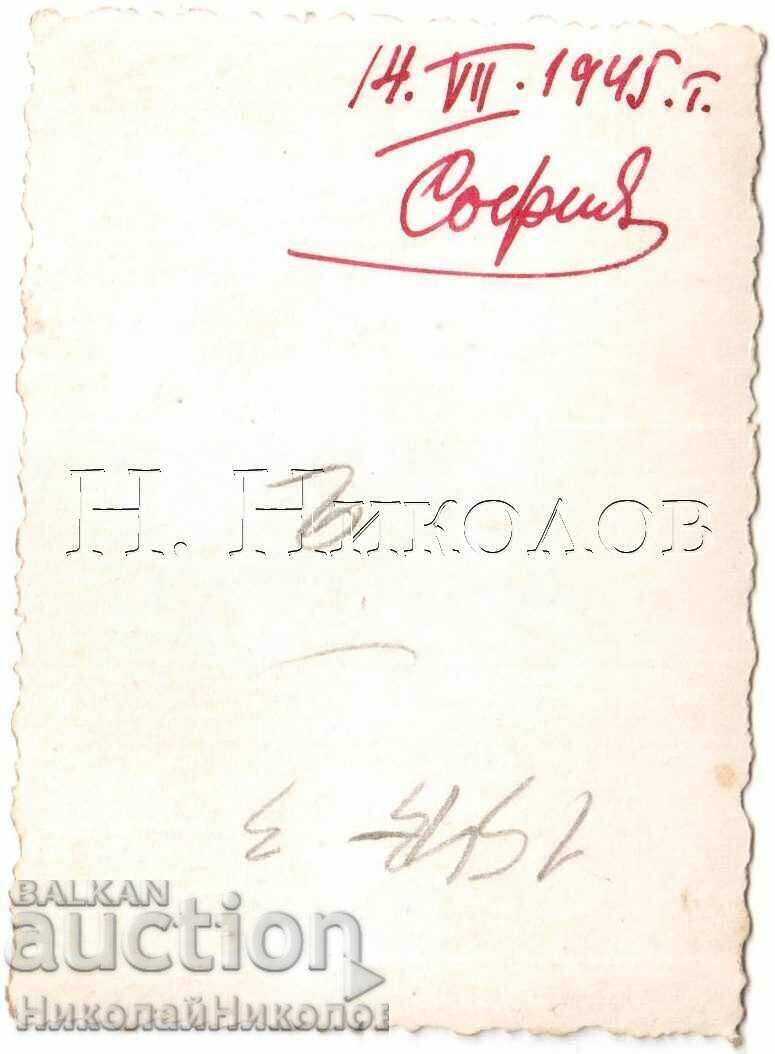 14. VII. 1945. г.
София
Н. Николов
BALKAN
auction
НиколайНиколов